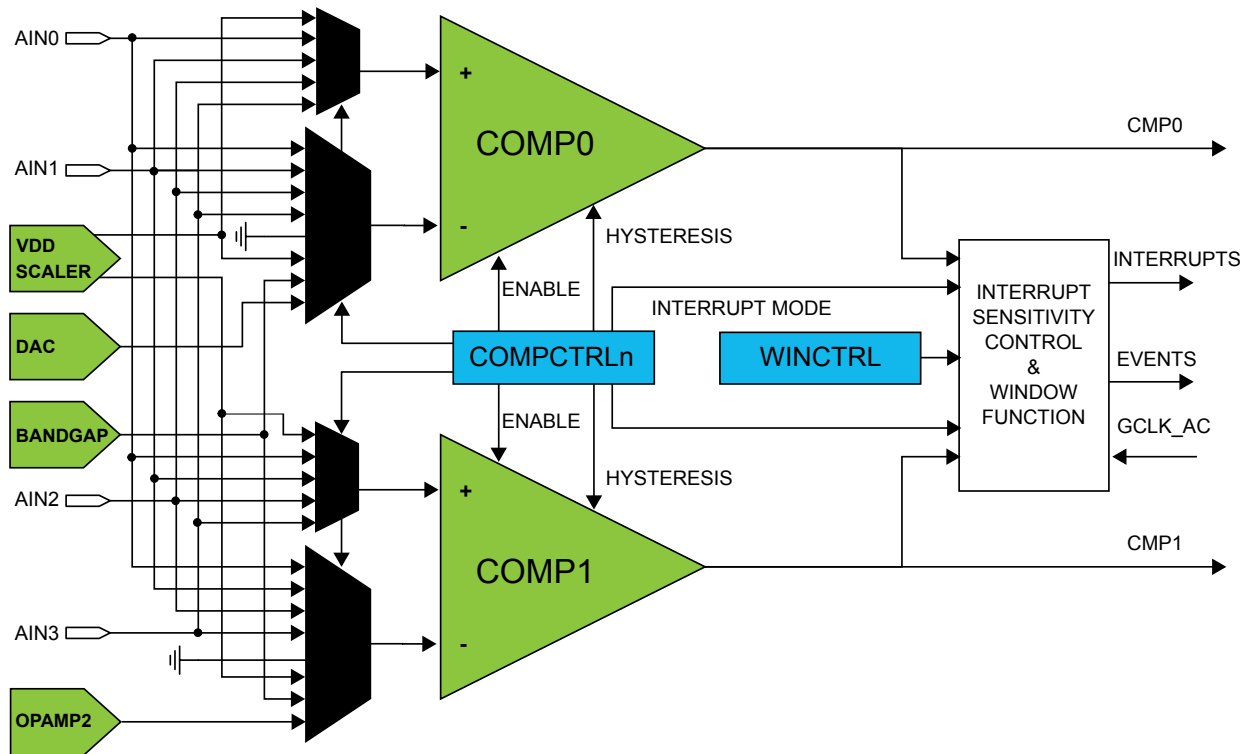 AIN0
+
COMP0
CMP0
AIN1
-
HYSTERESIS
VDD
SCALER
ENABLE
INTERRUPTS
INTERRUPT MODE
INTERRUPT
SENSITIVITY
CONTROL
&
WINDOW
FUNCTION
DAC
COMPCTRLn
WINCTRL
EVENTS
BANDGAP
ENABLE
GCLK_AC
HYSTERESIS
AIN2
+
COMP1
CMP1
AIN3
-
OPAMP2